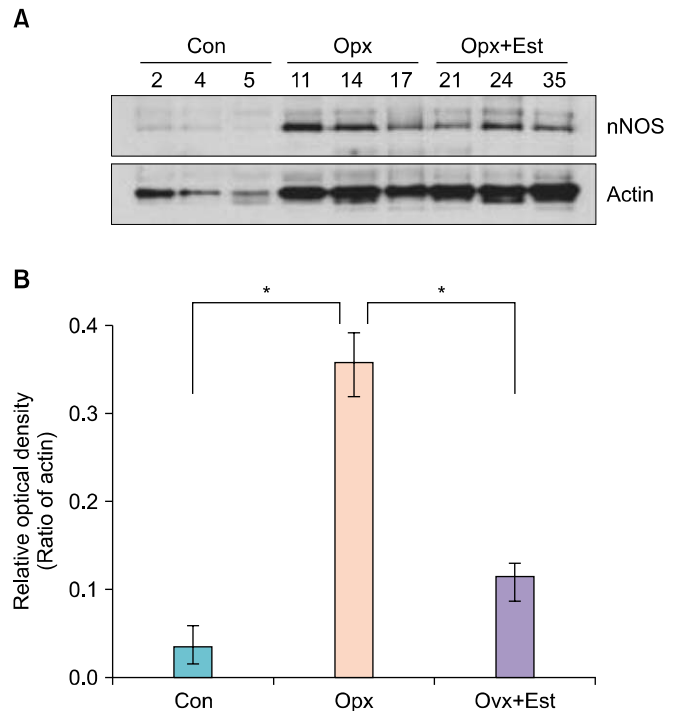 A
Con Opx Opx+Est
2 4 5 11 14 17 21 24 35
nNOS
Actin
B
* *
0.4
0.3
0.2
0.1
0.0
Relative optical density
(Ratio of actin)
Con Opx Ovx+Est